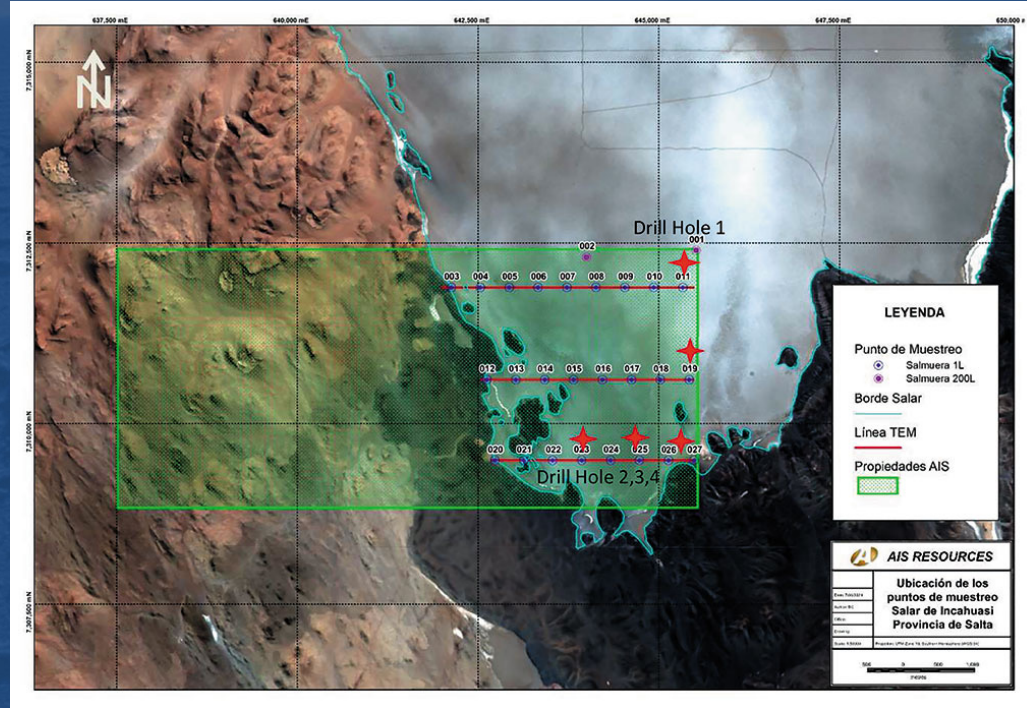 637,500 mE
640,000 mE
642,500 mE
645,000 mE
647,500 mE
650,000
7,315,000 mN
7,312,500 mN
7,310,000 mN
7,307,500 mN
N
Drill Hole 1
001
002
003 004 005 006 007 008 009 010 011
012 013 014 015 016 017 018 019
020 021 022 023 024 025 026 027
Drill Hole 2,3,4
LEYENDA
Punto de Muestreo
Salmuera 1L
Salmuera 200L
Borde Salar
Línea TEM
Propiedades AIS
AIS RESOURCES
Ubicación de los
puntos de muestreo
Salar de Incahuasi
Provincia de Salta
500 0 500 1,000